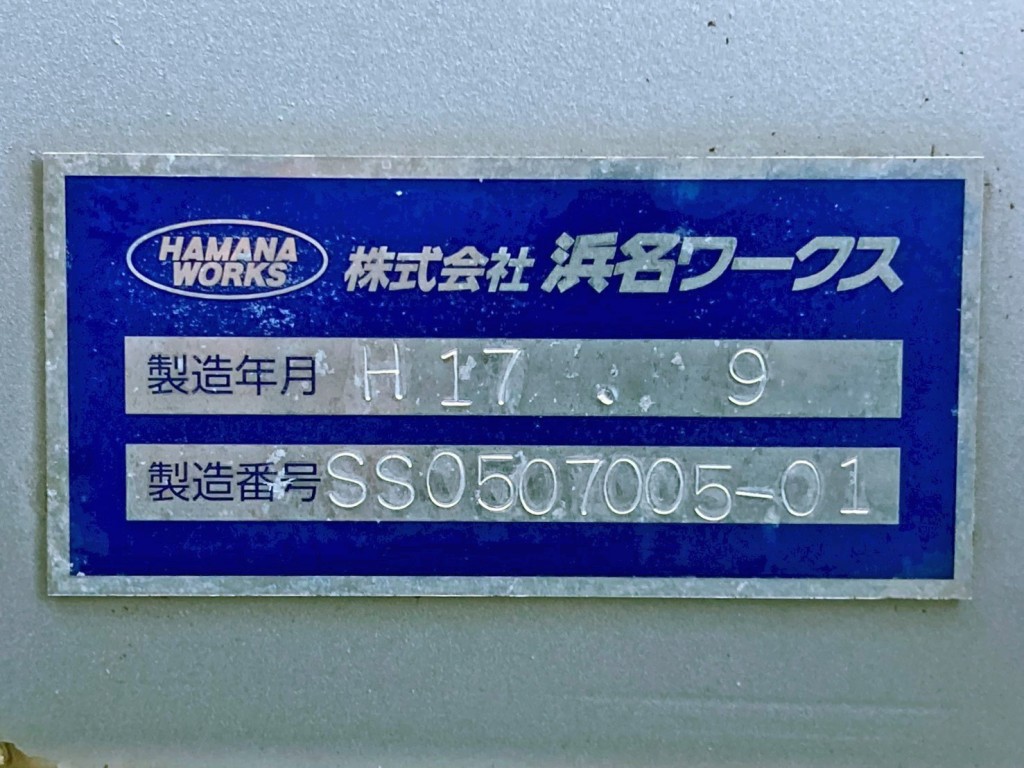 HAMANA
WORKS
株式会社 浜名ワークス
製造年月 H 17 . 9
製造番号 SS0507005-01